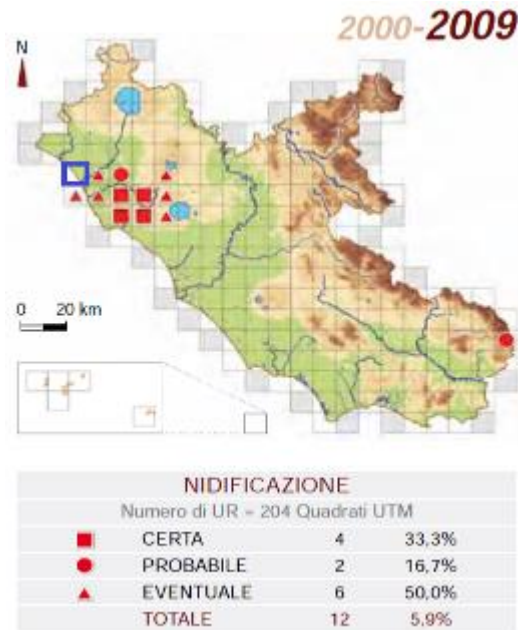 2000-2009
N
0 20 km
NIDIFICAZIONE
Numero di UR = 204 Quadrati UTM
CERTA 4 33,3%
PROBABILE 2 16,7%
EVENTUALE 6 50,0%
TOTALE 12 5,9%